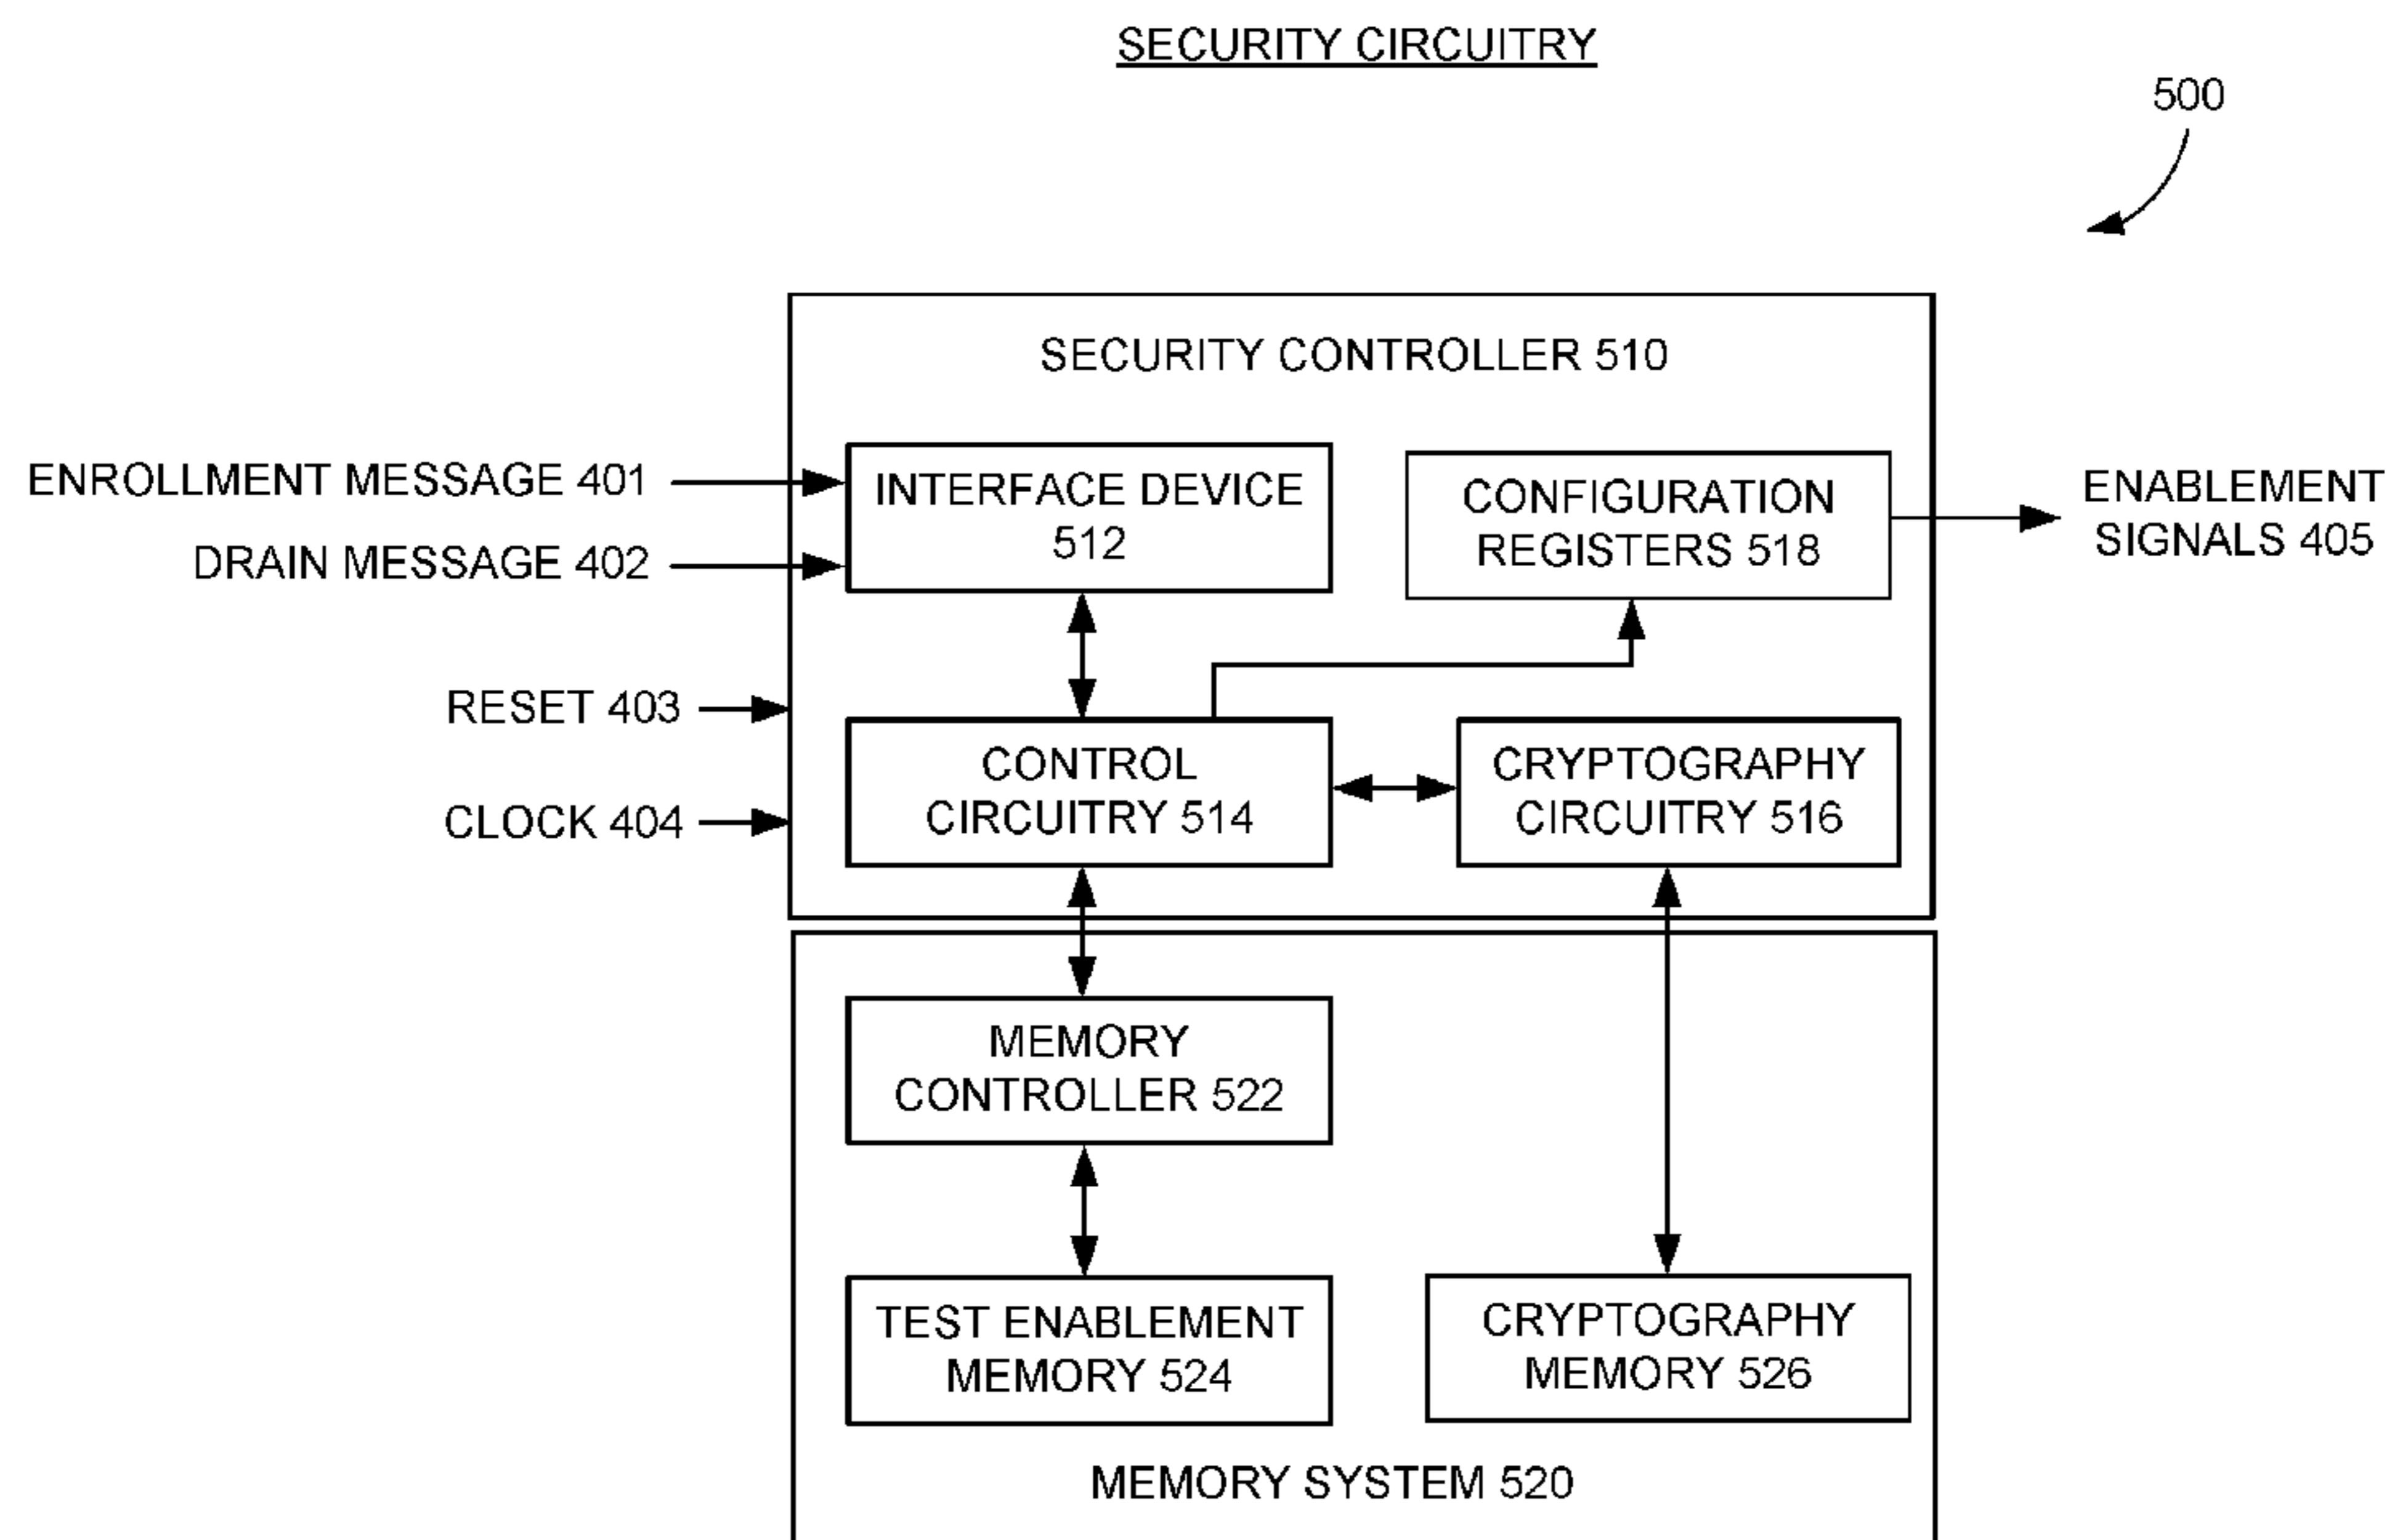 SECURITY CIRCUITRY
500
SECURITY CONTROLLER 510
ENROLLMENT MESSAGE 401
DRAIN MESSAGE 402
INTERFACE DEVICE
512
CONFIGURATION
REGISTERS 518
ENABLEMENT
SIGNALS 405
RESET 403
CLOCK 404
CONTROL
CIRCUITRY 514
CRYPTOGRAPHY
CIRCUITRY 516
MEMORY
CONTROLLER 522
TEST ENABLEMENT
MEMORY 524
CRYPTOGRAPHY
MEMORY 526
MEMORY SYSTEM 520